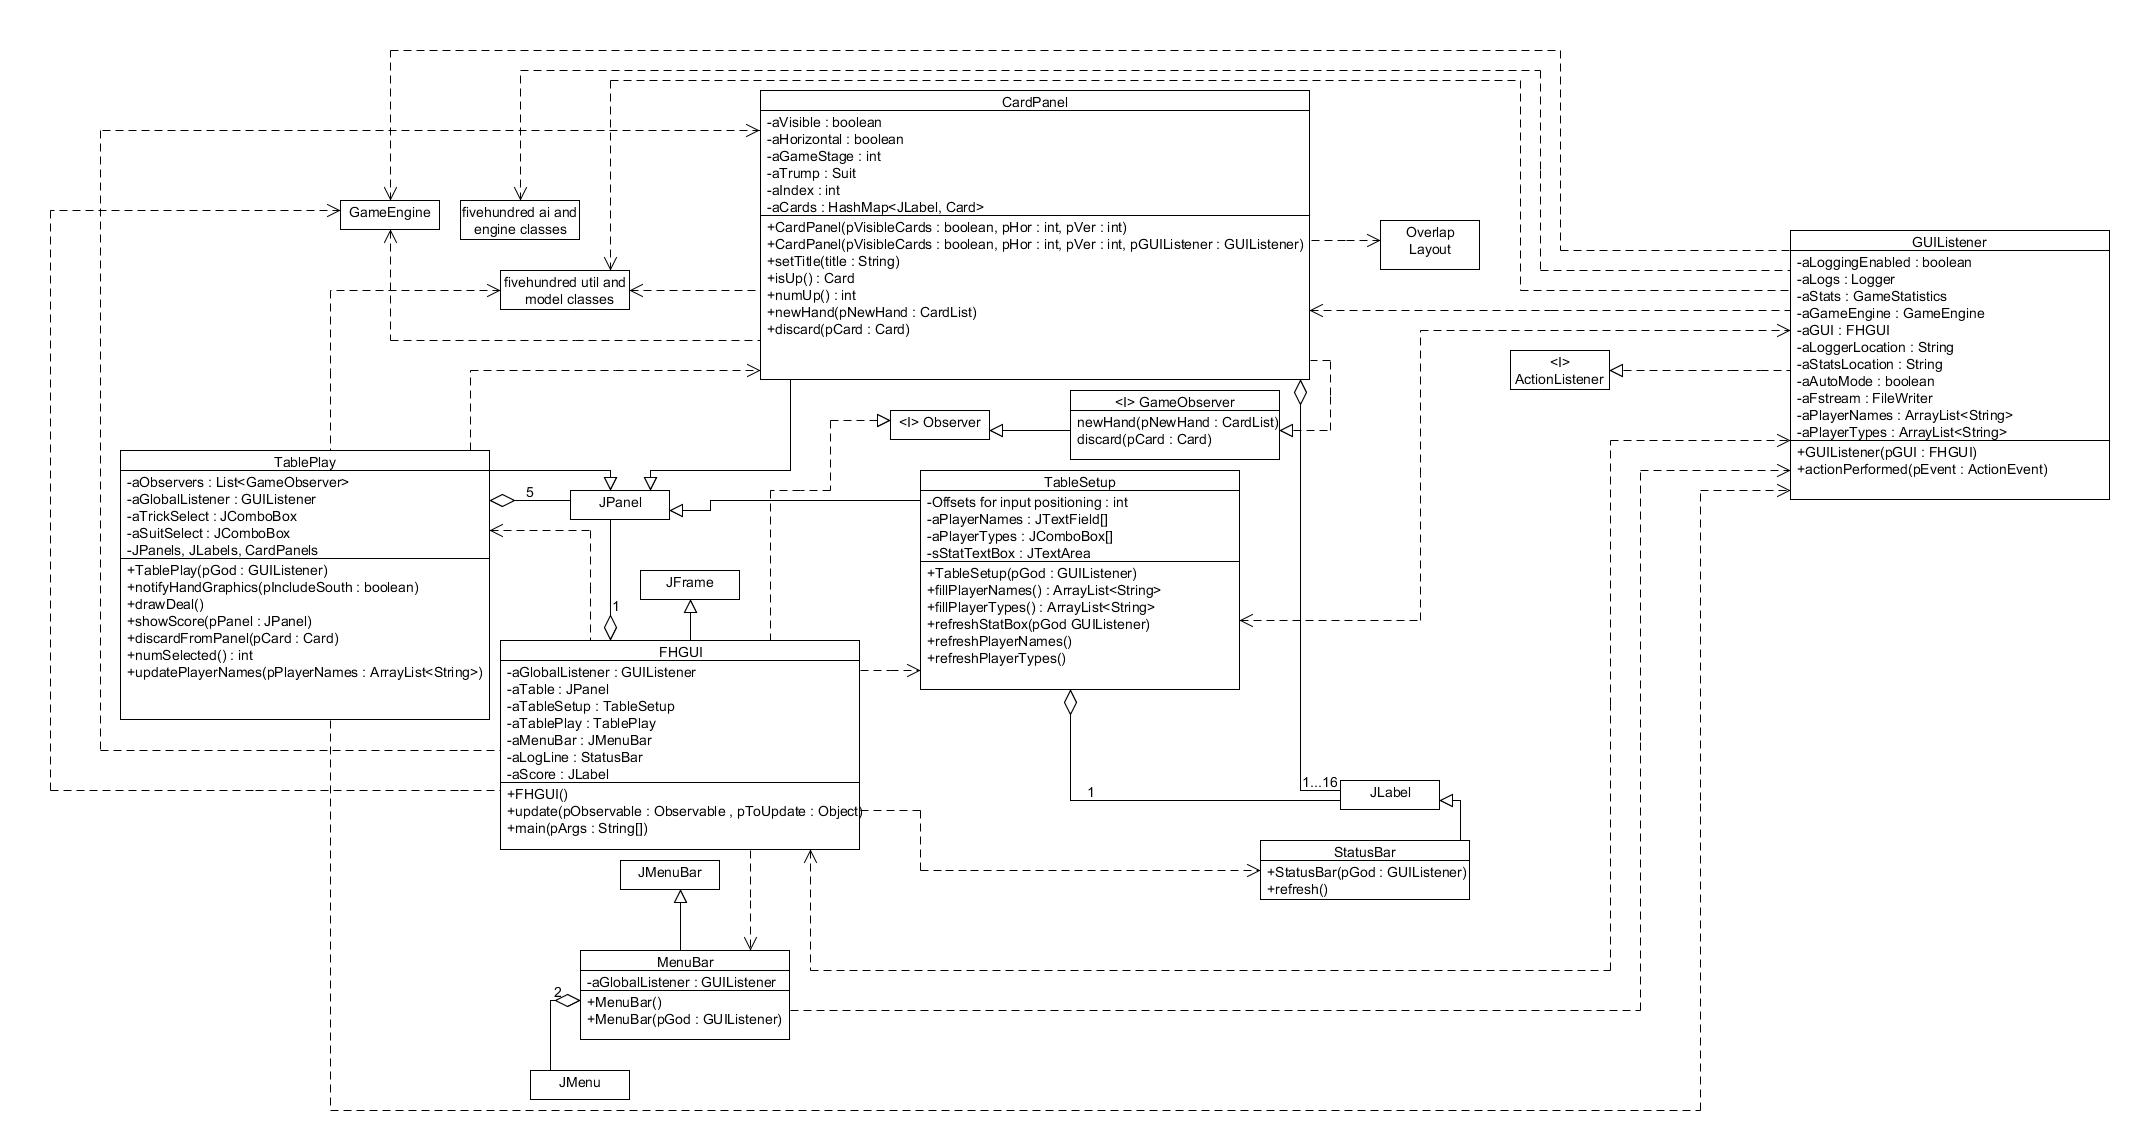 CardPanel
-aVisible : boolean
-aHorizontal : boolean
-aGameStage : int
-aTrump : Suit
-aIndex : int
-aCards : HashMap<JLabel, Card>
+CardPanel(pVisibleCards : boolean, pHor : int, pVer : int)
+CardPanel(pVisibleCards : boolean, pHor : int, pVer : int, pGUIListener : GUIListener)
+setTitle(title : String)
+isUp() : Card
+numUp() : int
+newHand(pNewHand : CardList)
+discard(pCard : Card)
GameEngine
fivehundred ai and
engine classes
fivehundred util and
model classes
Overlap
Layout
GUIListener
-aLoggingEnabled : boolean
-aLogs : Logger
-aStats : GameStatistics
-aGameEngine : GameEngine
-aGUI : FHGUI
-aLoggerLocation : String
-aStatsLocation : String
-aAutoMode : boolean
-aFstream : FileWriter
-aPlayerNames : ArrayList<String>
-aPlayerTypes : ArrayList<String>
+GUIListener(pGUI : FHGUI)
+actionPerformed(pEvent : ActionEvent)
<I>
ActionListener
<I> Observer
<I> GameObserver
newHand(pNewHand : CardList)
discard(pCard : Card)
TablePlay
-aObservers : List<GameObserver>
-aGlobalListener : GUIListener
-aTrickSelect : JComboBox
-aSuitSelect : JComboBox
-JPanels, JLabels, CardPanels
+TablePlay(pGod : GUIListener)
+notifyHandGraphics(pIncludeSouth : boolean)
+drawDeal()
+showScore(pPanel : JPanel)
+discardFromPanel(pCard : Card)
+numSelected() : int
+updatePlayerNames(pPlayerNames : ArrayList<String>)
5
JPanel
TableSetup
-Offsets for input positioning : int
-aPlayerNames : JTextField[]
-aPlayerTypes : JComboBox[]
-sStatTextBox : JTextArea
+TableSetup(pGod : GUIListener)
+fillPlayerNames() : ArrayList<String>
+fillPlayerTypes() : ArrayList<String>
+refreshStatBox(pGod GUIListener)
+refreshPlayerNames()
+refreshPlayerTypes()
JFrame
1
FHGUI
-aGlobalListener : GUIListener
-aTable : JPanel
-aTableSetup : TableSetup
-aTablePlay : TablePlay
-aMenuBar : JMenuBar
-aLogLine : StatusBar
-aScore : JLabel
+FHGUI()
+update(pObservable : Observable , pToUpdate : Object)
+main(pArgs : String[])
1
1...16
JLabel
StatusBar
+StatusBar(pGod : GUIListener)
+refresh()
JMenuBar
MenuBar
-aGlobalListener : GUIListener
+MenuBar()
+MenuBar(pGod : GUIListener)
2
JMenu